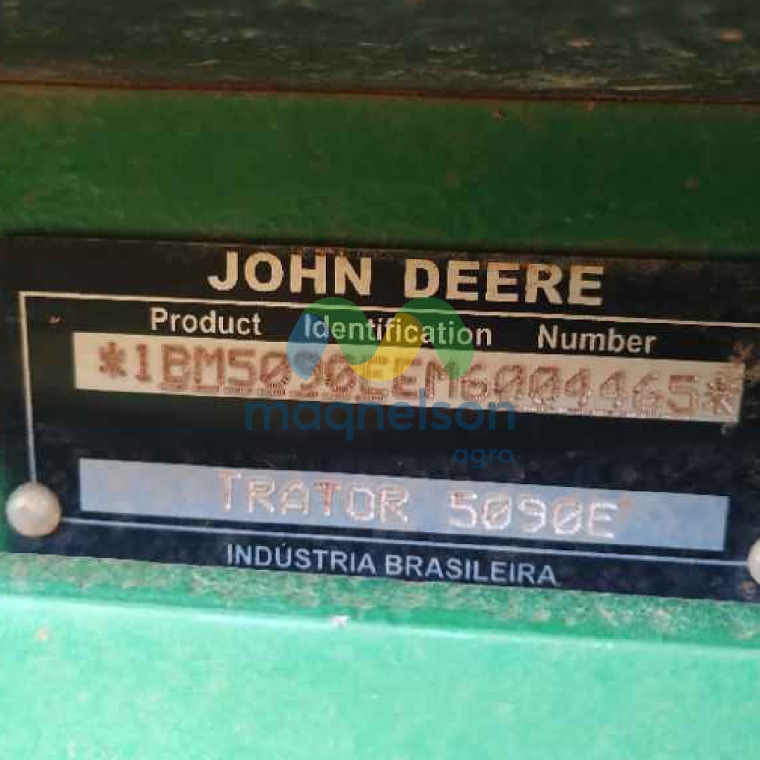 JOHN DEERE
Product Identification Number
*1BM5090EEM6004465*
maqnelson
agro
TRATOR 5090E
INDÚSTRIA BRASILEIRA